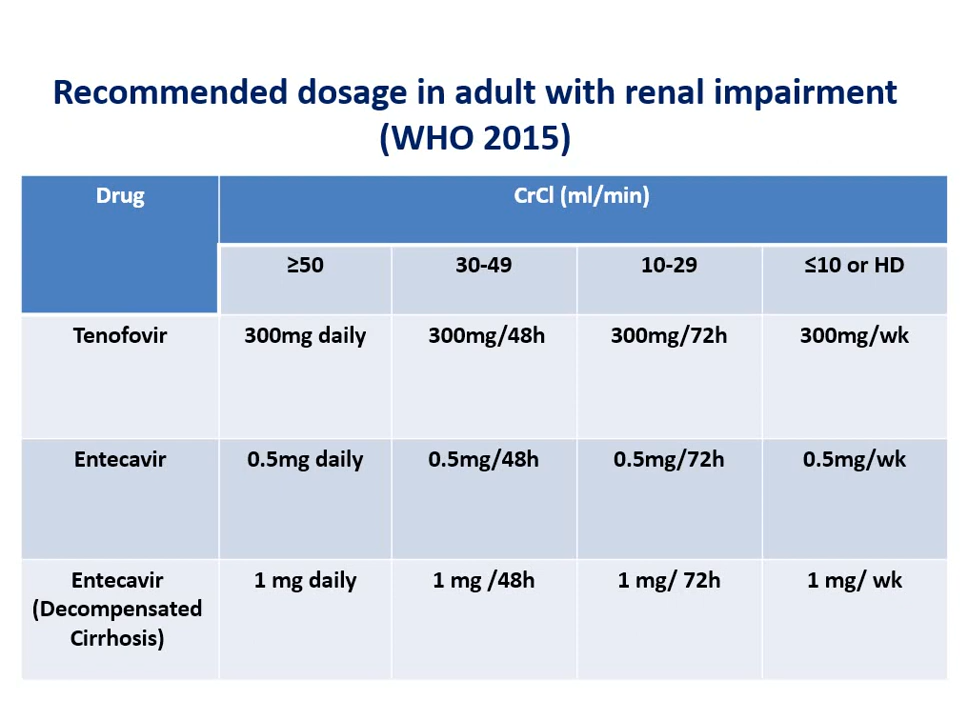 Recommended dosage in adult with renal impairment
(WHO 2015)
Drug
CrCl (ml/min)
≥50
30-49
10-29
≤10 or HD
Tenofovir
300mg daily
300mg/48h
300mg/72h
300mg/wk
Entecavir
0.5mg daily
0.5mg/48h
0.5mg/72h
0.5mg/wk
Entecavir
(Decompensated
Cirrhosis)
1 mg daily
1 mg /48h
1 mg/ 72h
1 mg/ wk